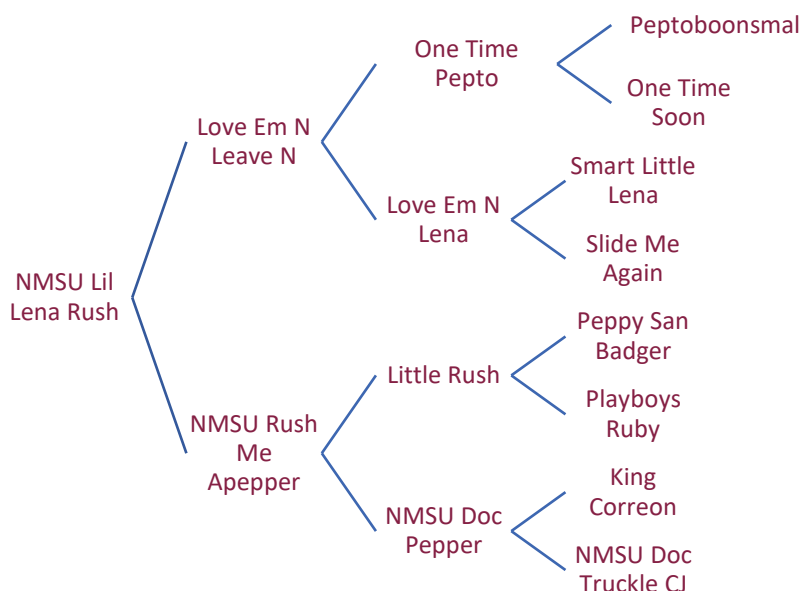 Peptoboonsmal
One Time
Pepto
One Time
Soon
Love Em N
Leave N
Smart Little
Lena
Love Em N
Lena
Slide Me
Again
NMSU Lil
Lena Rush
Peppy San
Badger
Little Rush
Playboys
Ruby
NMSU Rush
Me
Apepper
King
Correon
NMSU Doc
Pepper
NMSU Doc
Truckle CJ